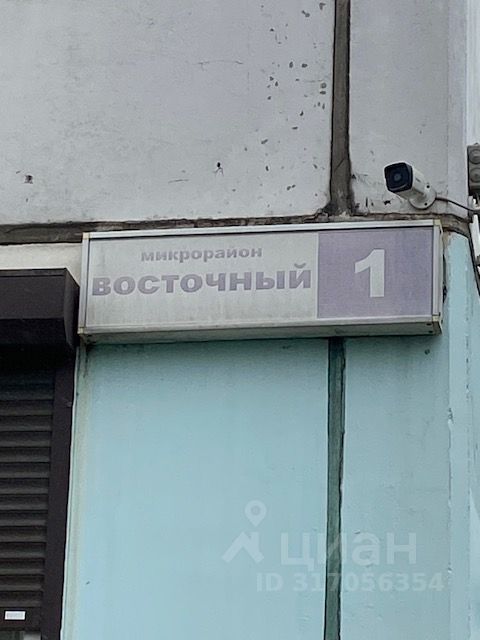 микрорайон
ВОСТОЧНЫЙ
1
циан
ID 317056354